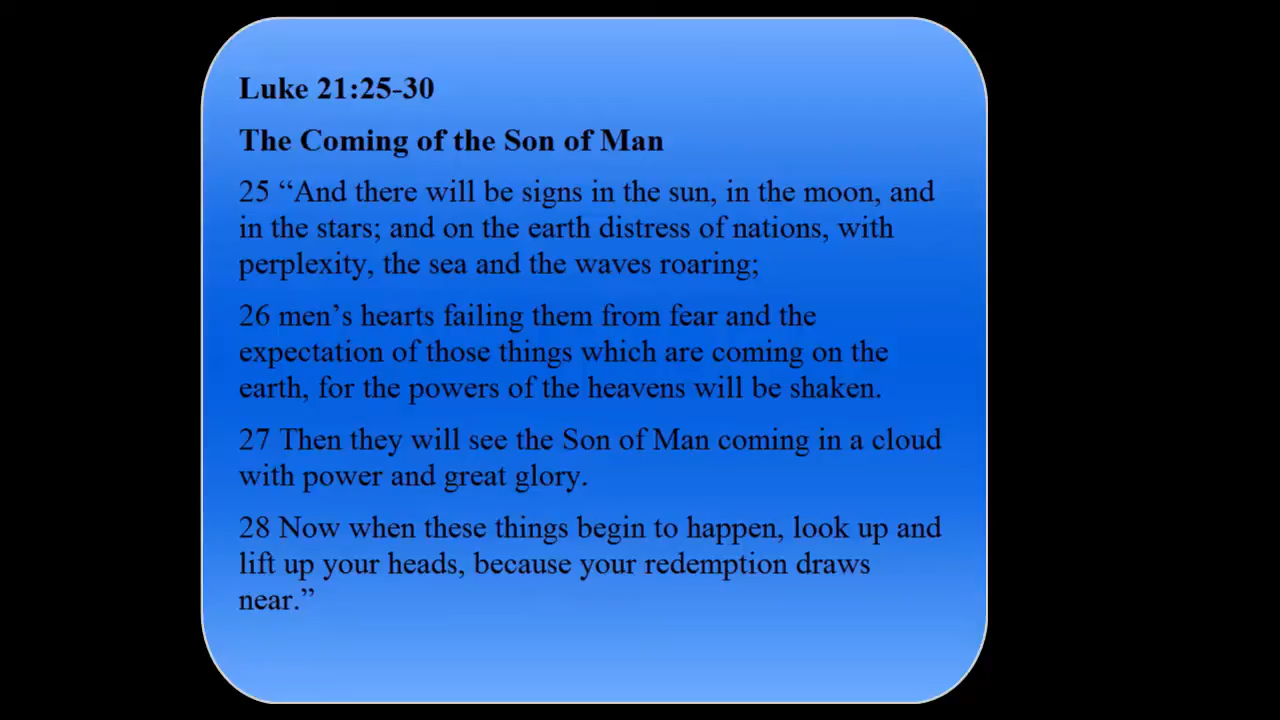 Luke 21:25-30
The Coming of the Son of Man
25 “And there will be signs in the sun, in the moon, and
in the stars; and on the earth distress of nations, with
perplexity, the sea and the waves roaring;
26 men’s hearts failing them from fear and the
expectation of those things which are coming on the
earth, for the powers of the heavens will be shaken.
27 Then they will see the Son of Man coming in a cloud
with power and great glory.
28 Now when these things begin to happen, look up and
lift up your heads, because your redemption draws
near.”